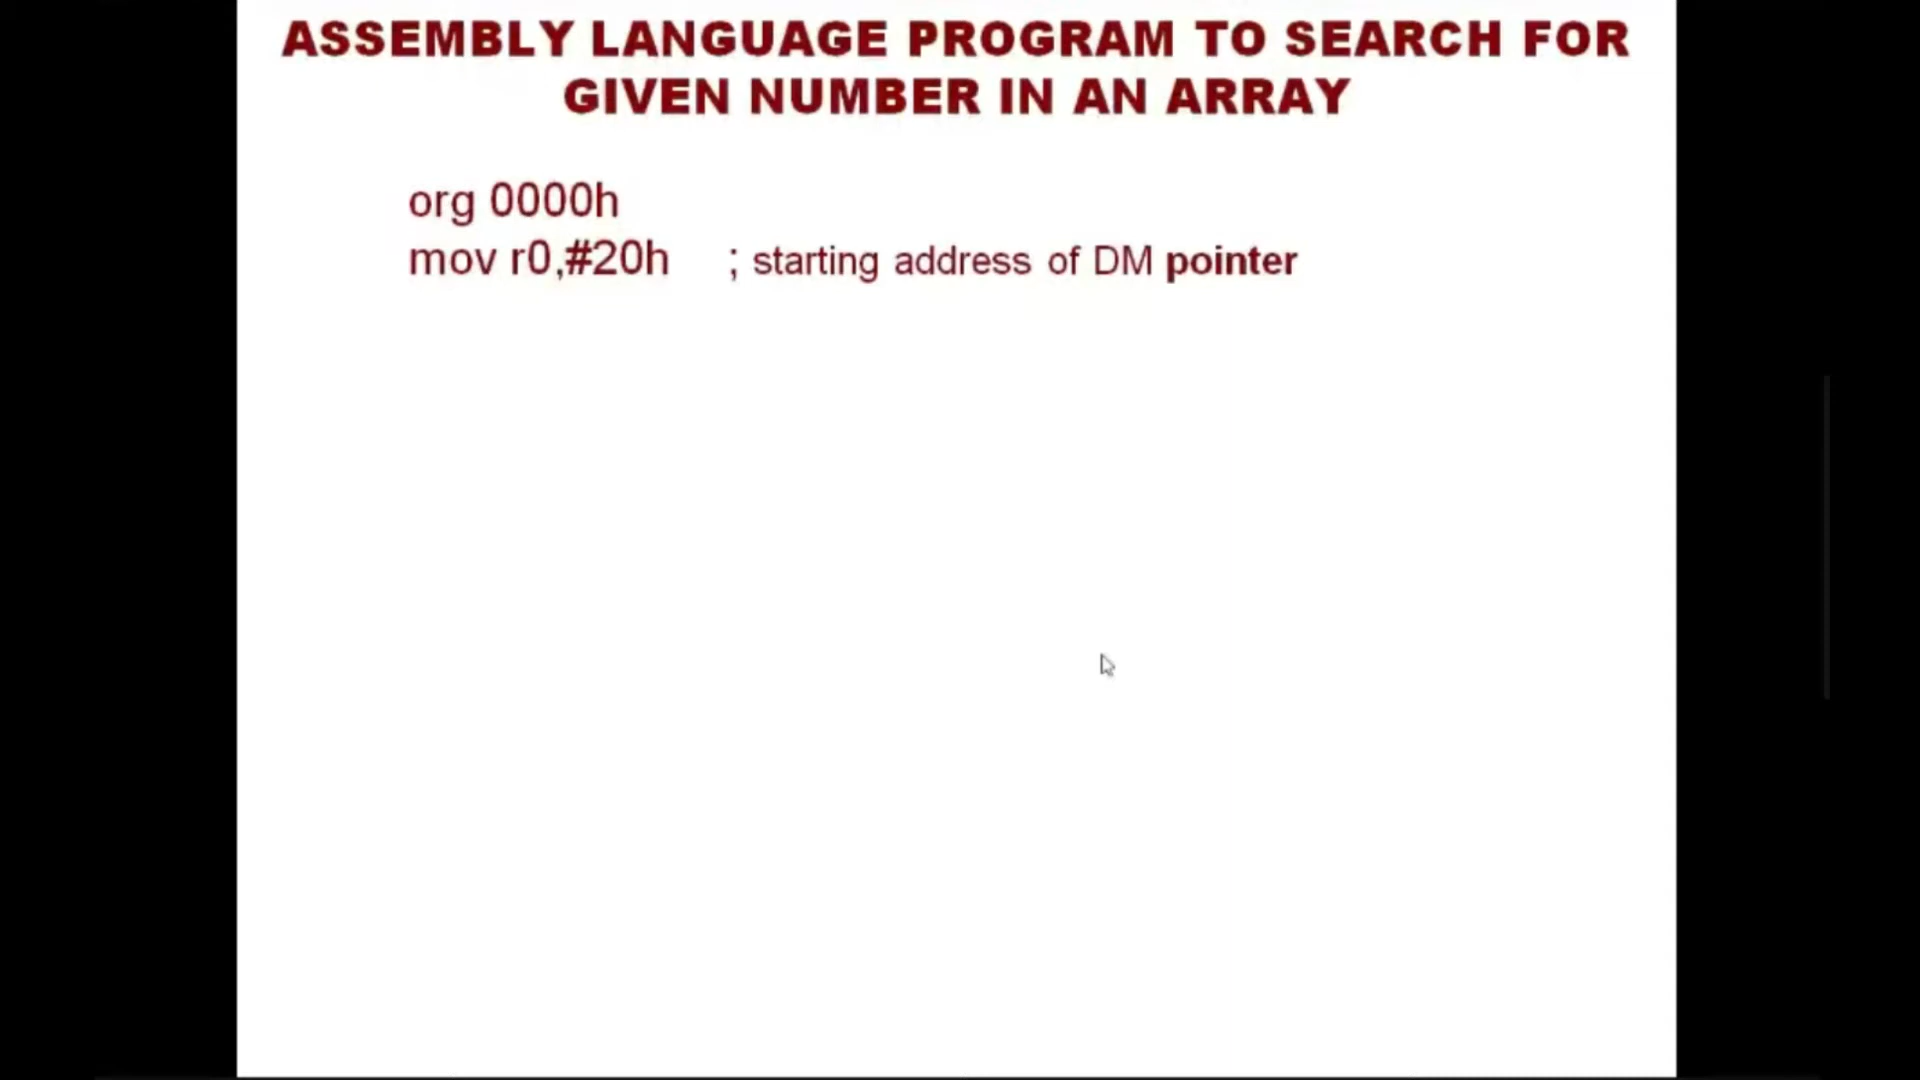 ASSEMBLY LANGUAGE PROGRAM TO SEARCH FOR
GIVEN NUMBER IN AN ARRAY
org 0000h
mov r0,#20h ; starting address of DM pointer